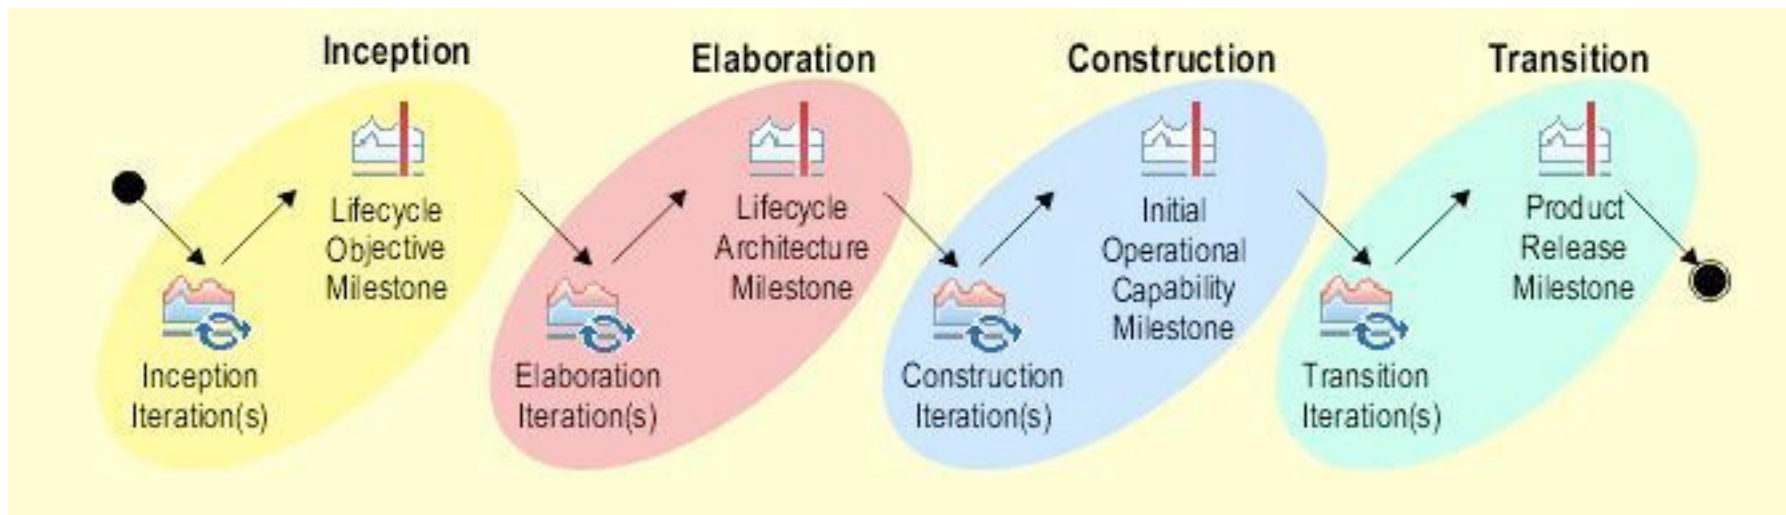 Inception
Lifecycle
Objective
Milestone
Inception
Iteration(s)
Elaboration
Lifecycle
Architecture
Milestone
Elaboration
Iteration(s)
Construction
Initial
Operational
Capability
Milestone
Construction
Iteration(s)
Transition
Product
Release
Milestone
Transition
Iteration(s)